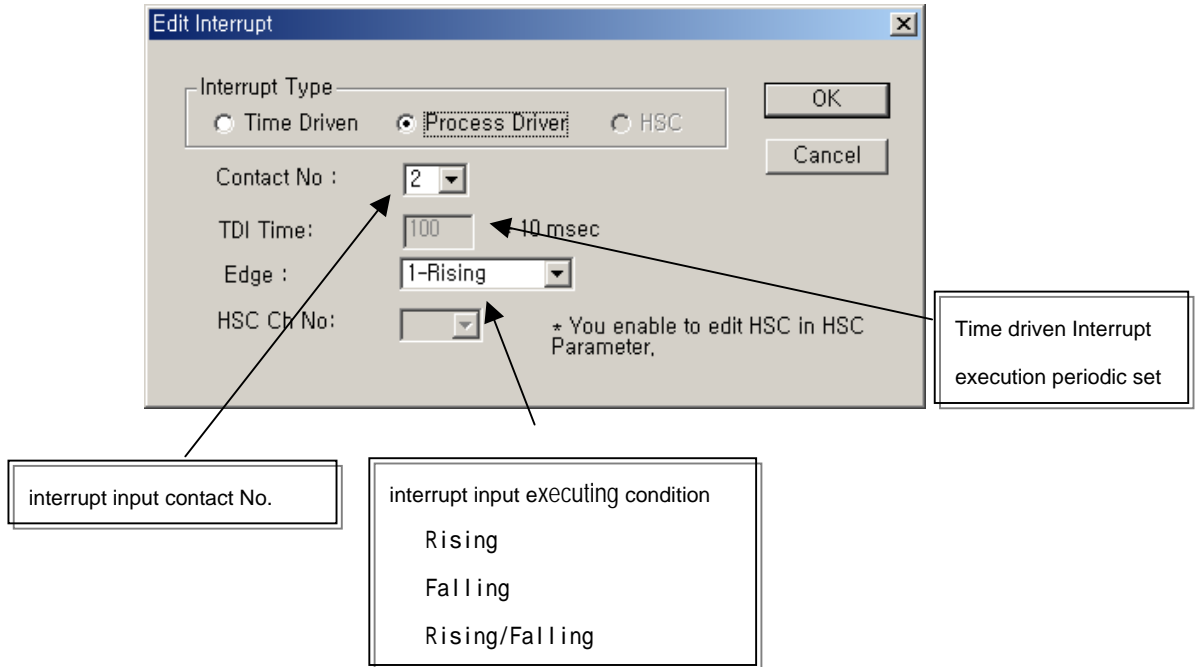 Edit Interrupt
Interrupt Type
Time Driven Process Driver HSC
OK
Cancel
Contact No : 2
TDI Time: 100 10 msec
Edge : 1-Rising
HSC Ch No:
* You enable to edit HSC in HSC
Parameter,
Time driven Interrupt
execution periodic set
interrupt input contact No.
interrupt input executing condition
Rising
Falling
Rising/Falling